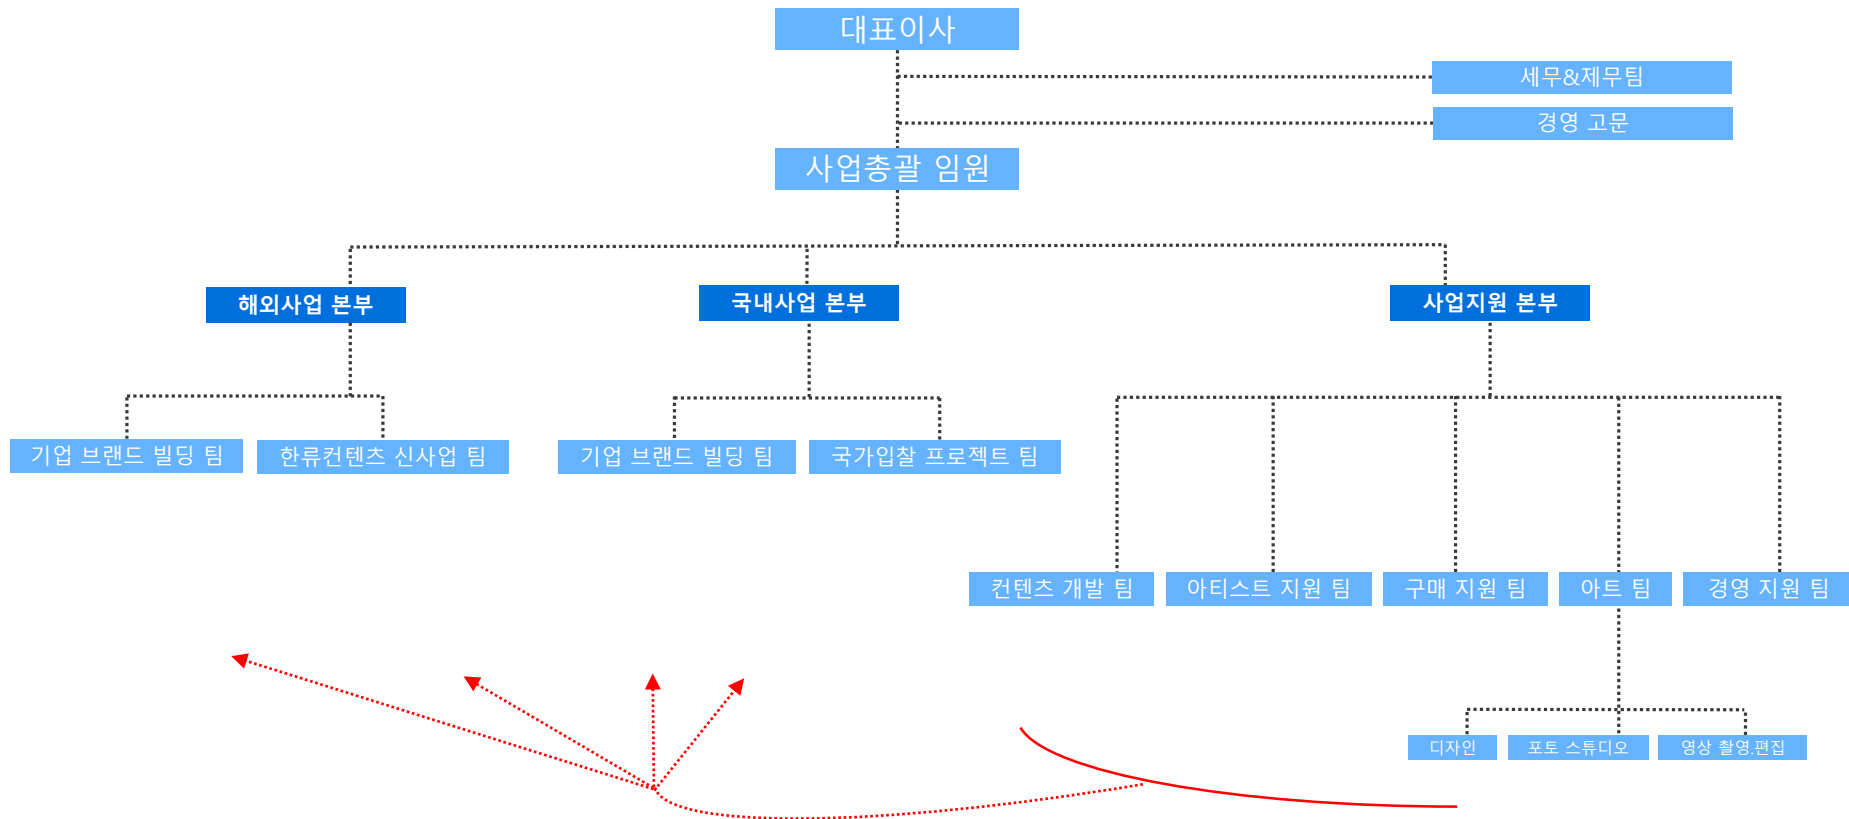 대표이사
세무&제무팀
경영 고문
사업총괄 임원
해외사업 본부
국내사업 본부
사업지원 본부
기업 브랜드 빌딩 팀
한류컨텐츠 신사업 팀
기업 브랜드 빌딩 팀
국가입찰 프로젝트 팀
컨텐츠 개발 팀
아티스트 지원 팀
구매 지원 팀
아트 팀
경영 지원 팀
디자인
포토 스튜디오
영상 촬영.편집